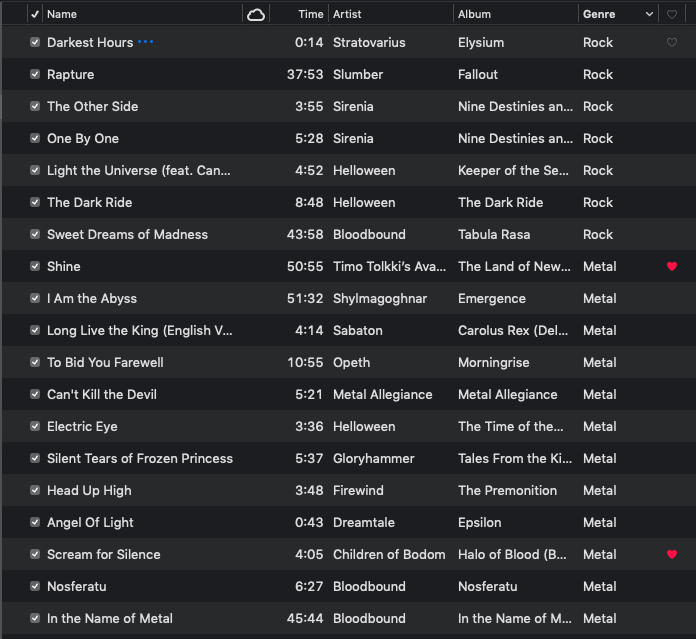 Name Time Artist Album Genre
Darkest Hours ••• 0:14 Stratovarius Elysium Rock
Rapture 37:53 Slumber Fallout Rock
The Other Side 3:55 Sirenia Nine Destinies an... Rock
One By One 5:28 Sirenia Nine Destinies an... Rock
Light the Universe (feat. Can... 4:52 Helloween Keeper of the Se... Rock
The Dark Ride 8:48 Helloween The Dark Ride Rock
Sweet Dreams of Madness 43:58 Bloodbound Tabula Rasa Rock
Shine 50:55 Timo Tolkki's Ava... The Land of New... Metal
I Am the Abyss 51:32 Shylmagoghnar Emergence Metal
Long Live the King (English V... 4:14 Sabaton Carolus Rex (Del... Metal
To Bid You Farewell 10:55 Opeth Morningrise Metal
Can't Kill the Devil 5:21 Metal Allegiance Metal Allegiance Metal
Electric Eye 3:36 Helloween The Time of the... Metal
Silent Tears of Frozen Princess 5:37 Gloryhammer Tales From the Ki... Metal
Head Up High 3:48 Firewind The Premonition Metal
Angel Of Light 0:43 Dreamtale Epsilon Metal
Scream for Silence 4:05 Children of Bodom Halo of Blood (B... Metal
Nosferatu 6:27 Bloodbound Nosferatu Metal
In the Name of Metal 45:44 Bloodbound In the Name of M... Metal